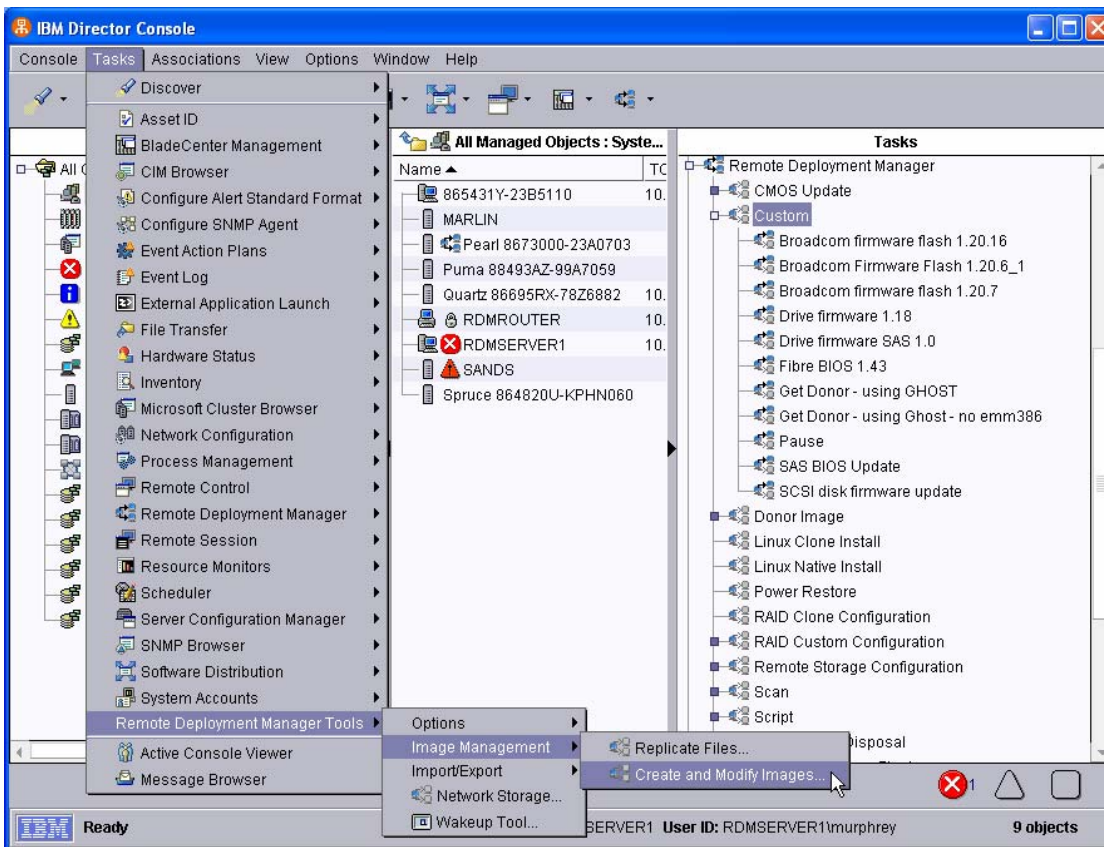 IBM Director Console
Console Tasks Associations View Options Window Help
Discover
Asset ID
BladeCenter Management
CIM Browser
Configure Alert Standard Format
Configure SNMP Agent
Event Action Plans
Event Log
External Application Launch
File Transfer
Hardware Status
Inventory
Microsoft Cluster Browser
Network Configuration
Process Management
Remote Control
Remote Deployment Manager
Remote Session
Resource Monitors
Scheduler
Server Configuration Manager
SNMP Browser
Software Distribution
System Accounts
Remote Deployment Manager Tools
Active Console Viewer
Message Browser
Options
Image Management
Import/Export
Network Storage...
Wakeup Tool...
Replicate Files...
Create and Modify Images...
All
All Managed Objects : Syste...
Name TC
865431Y-23B5110 10.
MARLIN
Pearl 8673000-23A0703
Puma 88493AZ-99A7059
Quartz 86695RX-78Z6882 10.
RDMROUTER 10.
RDMSERVER1 10.
SANDS
Spruce 864820U-KPHN060
Tasks
Remote Deployment Manager
CMOS Update
Custom
Broadcom firmware flash 1.20.16
Broadcom Firmware Flash 1.20.6_1
Broadcom firmware flash 1.20.7
Drive firmware 1.18
Drive firmware SAS 1.0
Fibre BIOS 1.43
Get Donor - using GHOST
Get Donor - using Ghost - no emm386
Pause
SAS BIOS Update
SCSI disk firmware update
Donor Image
Linux Clone Install
Linux Native Install
Power Restore
RAID Clone Configuration
RAID Custom Configuration
Remote Storage Configuration
Scan
Script
Disposal
1
IBM Ready SERVER1 User ID: RDMSERVER1\murphrey 9 objects